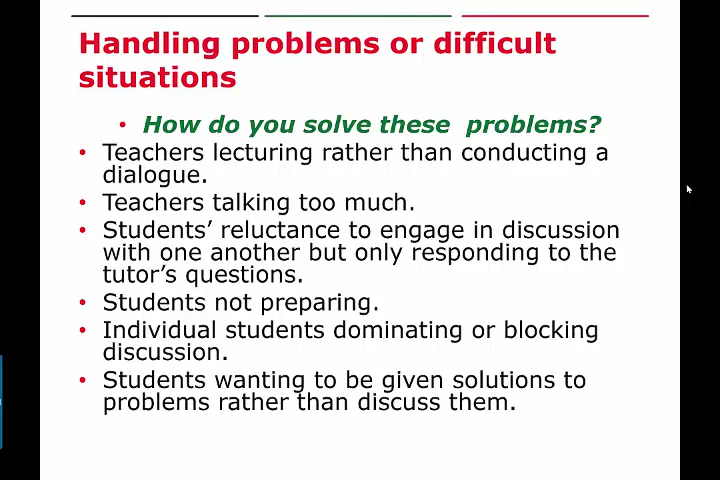 Handling problems or difficult
situations
• How do you solve these  problems?
• Teachers lecturing rather than conducting a
dialogue.
• Teachers talking too much.
• Students’ reluctance to engage in discussion
with one another but only responding to the
tutor’s questions.
• Students not preparing.
• Individual students dominating or blocking
discussion.
• Students wanting to be given solutions to
problems rather than discuss them.